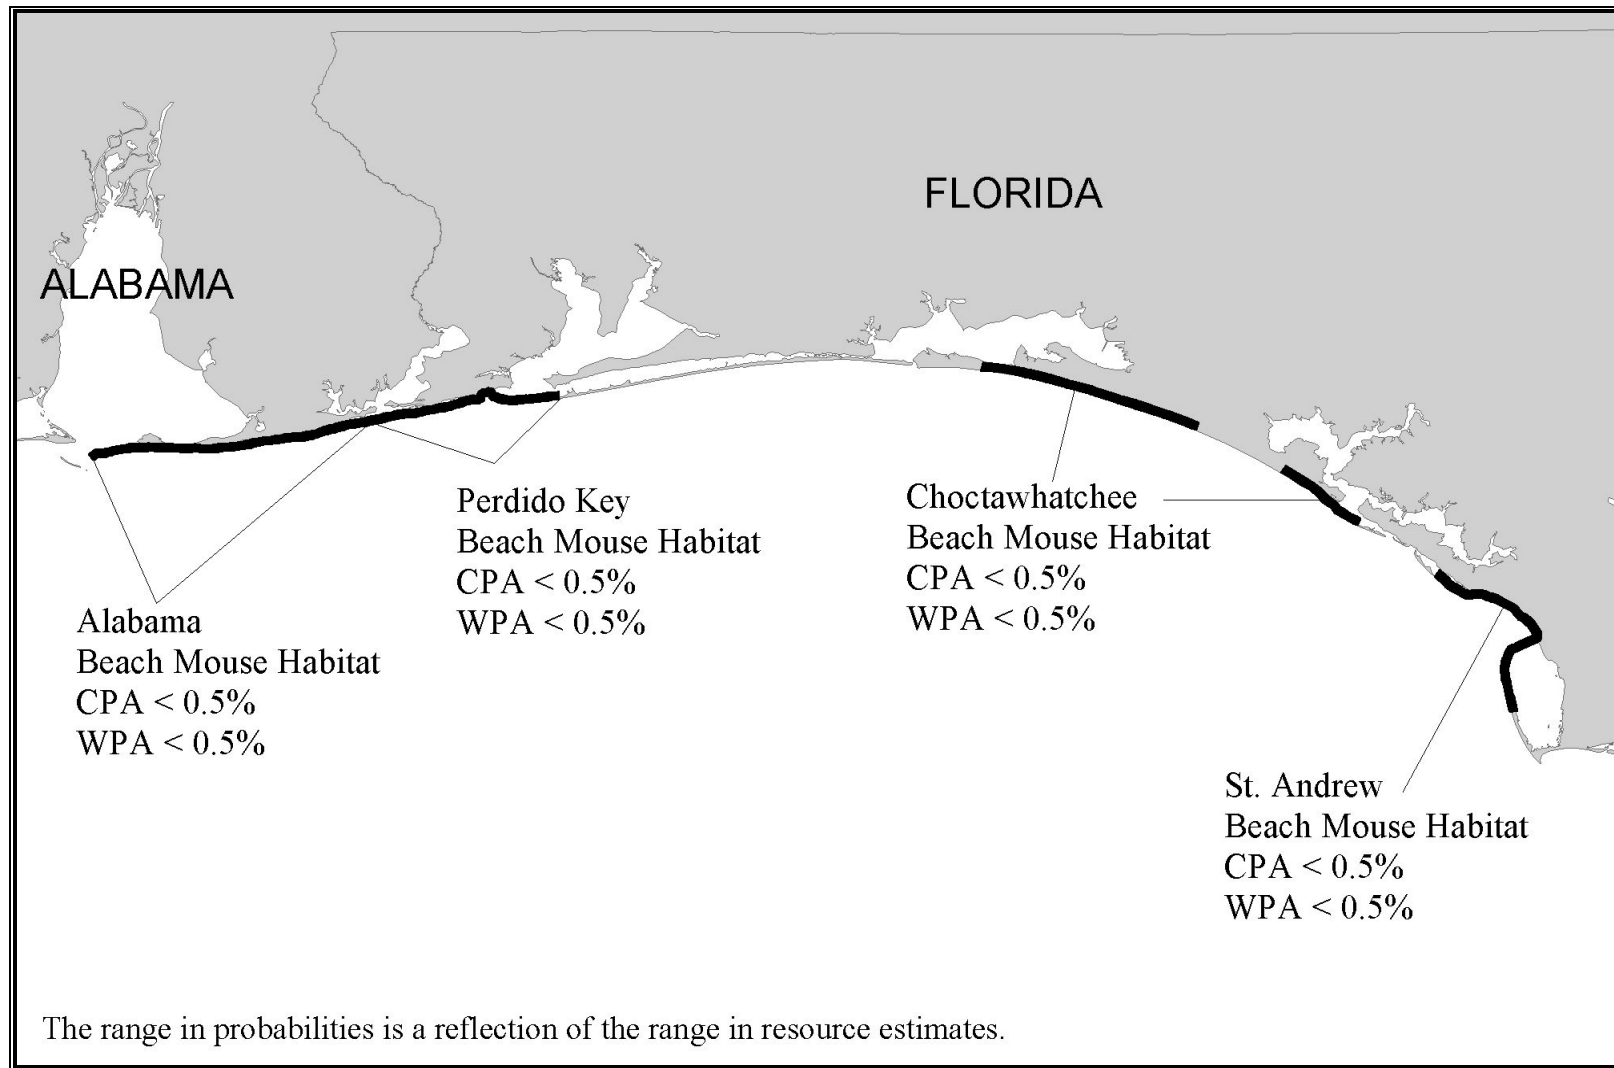 FLORIDA
ALABAMA
Perdido Key
Beach Mouse Habitat
CPA < 0.5%
WPA < 0.5%
Choctawhatchee
Beach Mouse Habitat
CPA < 0.5%
WPA < 0.5%
Alabama
Beach Mouse Habitat
CPA < 0.5%
WPA < 0.5%
St. Andrew
Beach Mouse Habitat
CPA < 0.5%
WPA < 0.5%
The range in probabilities is a reflection of the range in resource estimates.